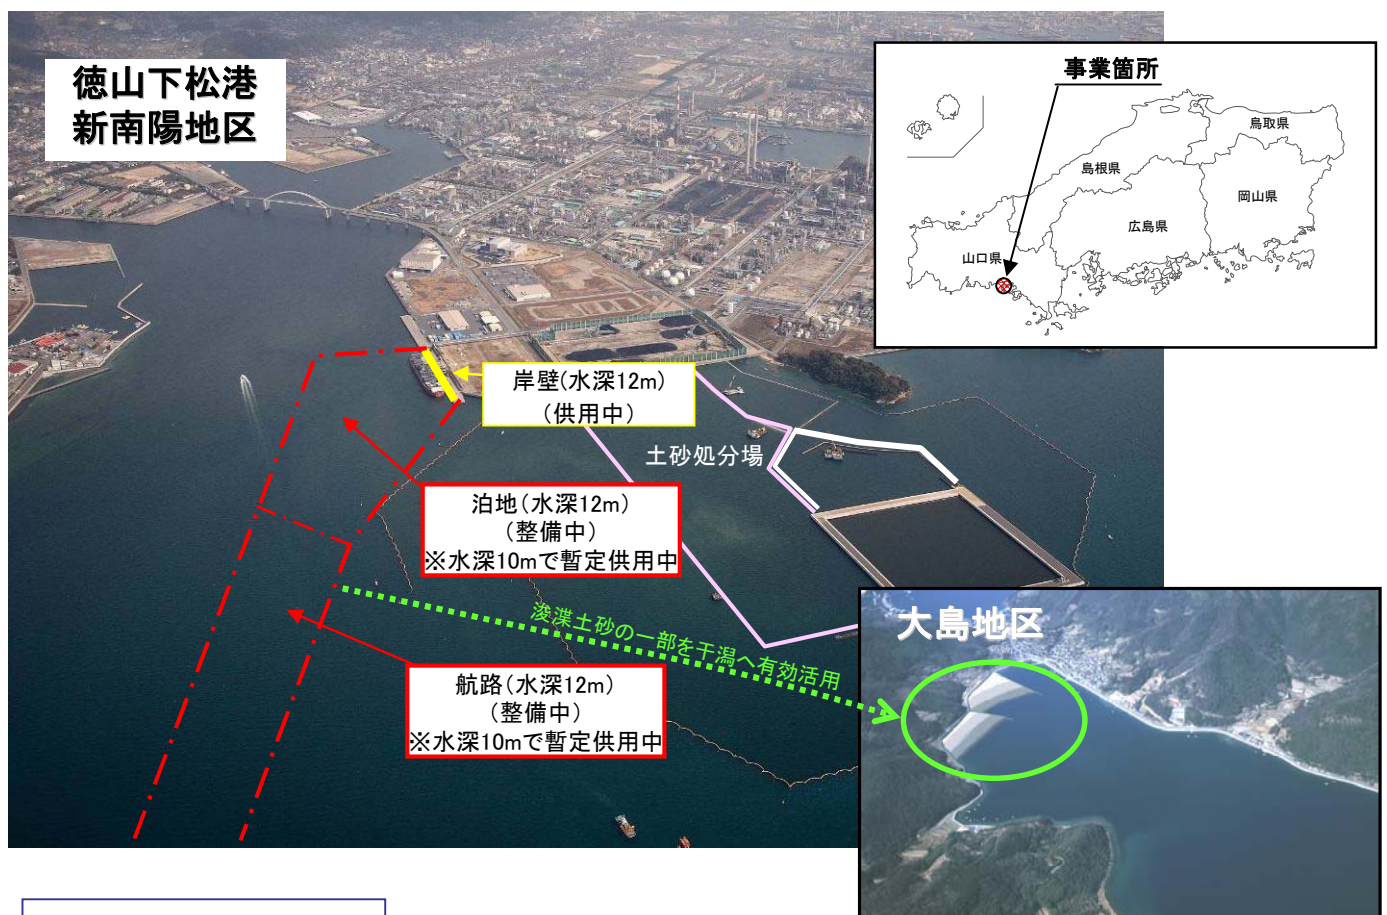 徳山下松港
新南陽地区
事業箇所
鳥取県
島根県
岡山県
広島県
山口県
岸壁(水深12m)
(供用中)
土砂処分場
泊地(水深12m)
(整備中)
※水深10mで暫定供用中
浚渫土砂の一部を干潟へ有効活用
大島地区
航路(水深12m)
(整備中)
※水深10mで暫定供用中